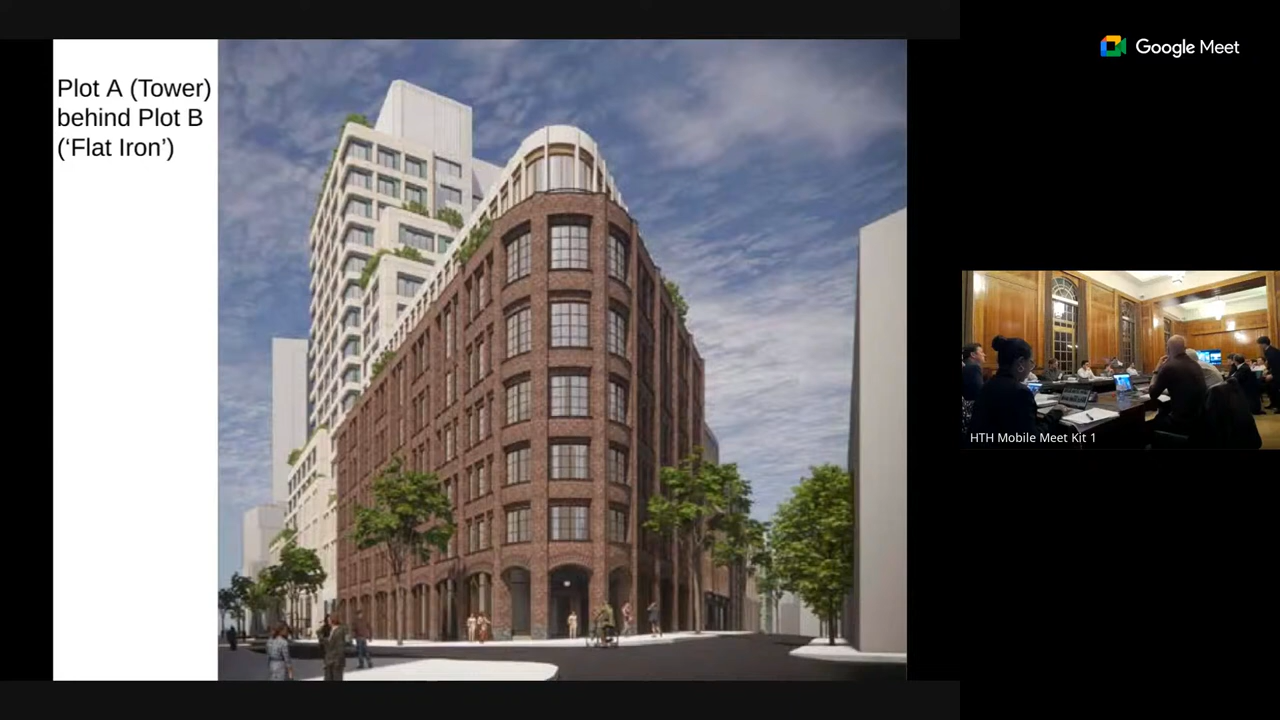 Plot A (Tower)
behind Plot B
(‘Flat Iron’)
Google Meet
HTH Mobile Meet Kit 1